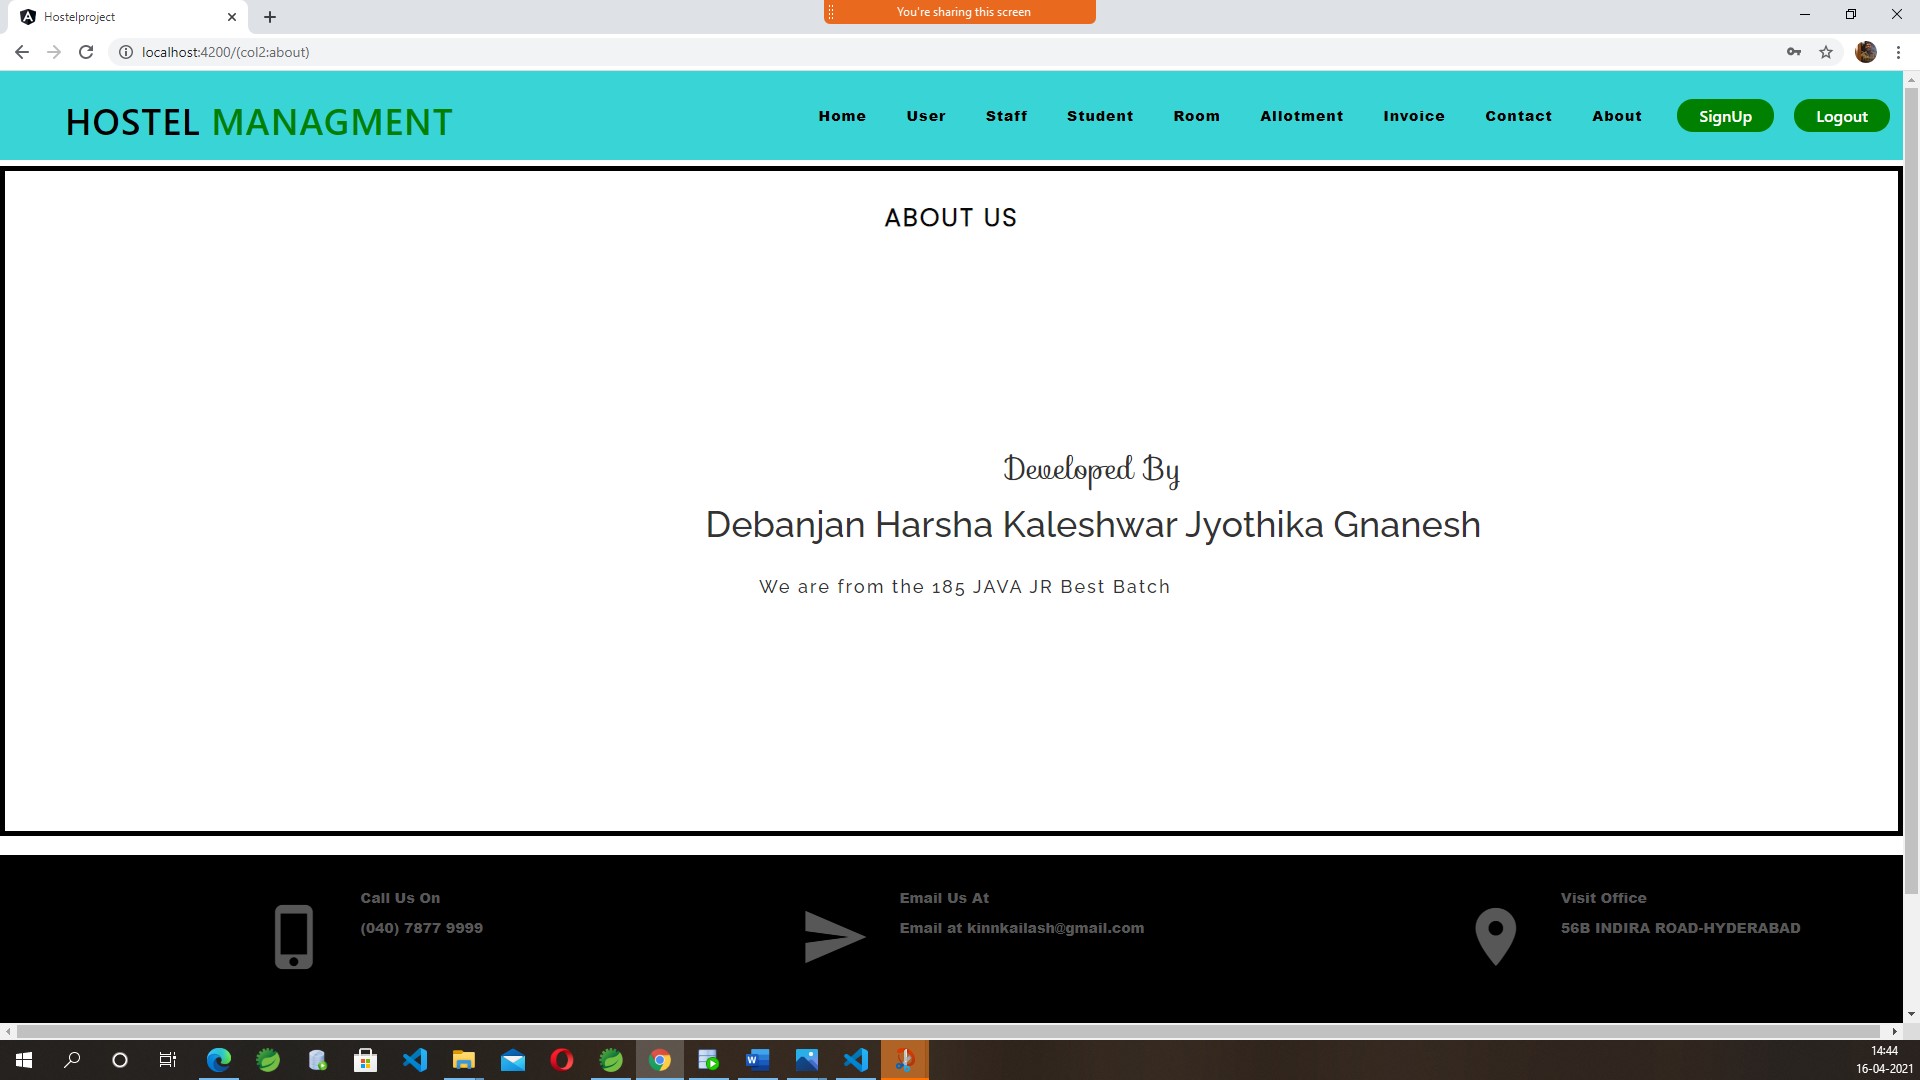 Hostelproject
You're sharing this screen
localhost:4200/(col2:about)
HOSTEL MANAGMENT
Home User Staff Student Room Allotment Invoice Contact About SignUp Logout
ABOUT US
Developed By
Debanjan Harsha Kaleshwar Jyothika Gnanesh
We are from the 185 JAVA JR Best Batch
Call Us On
(040) 7877 9999
Email Us At
Email at kinnkailash@gmail.com
Visit Office
56B INDIRA ROAD-HYDERABAD
14:44
16-04-2021